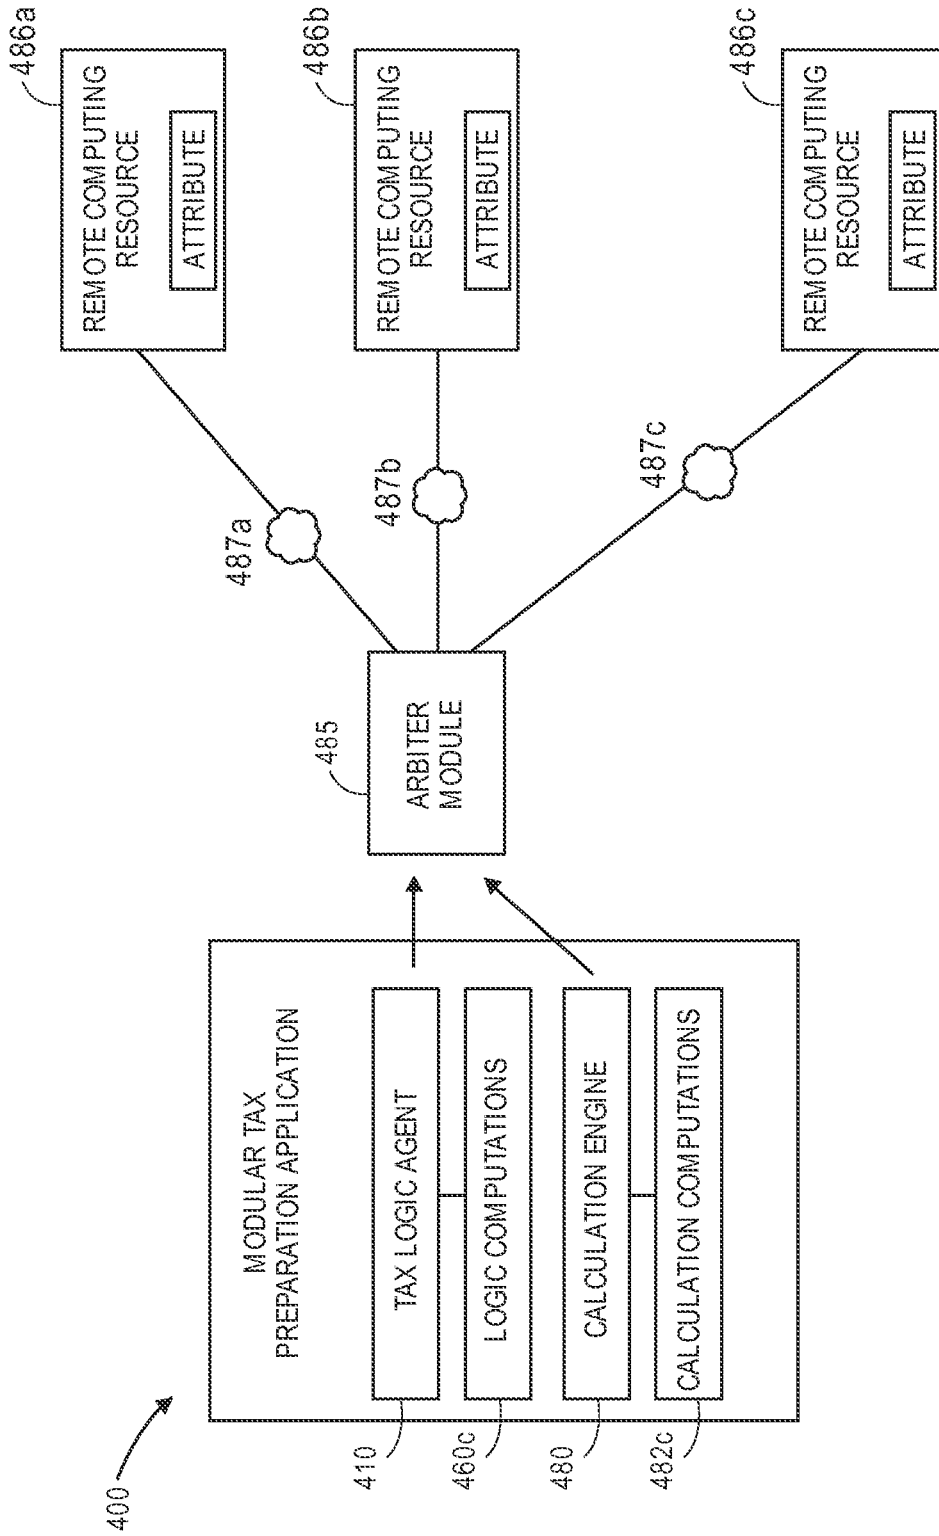 400
MODULAR TAX
PREPARATION APPLICATION
410
TAX LOGIC AGENT
460c
LOGIC COMPUTATIONS
480
CALCULATION ENGINE
482c
CALCULATION COMPUTATIONS
485
ARBITER
MODULE
487a
487b
487c
486a
REMOTE COMPUTING
RESOURCE
ATTRIBUTE
486b
REMOTE COMPUTING
RESOURCE
ATTRIBUTE
486c
REMOTE COMPUTING
RESOURCE
ATTRIBUTE